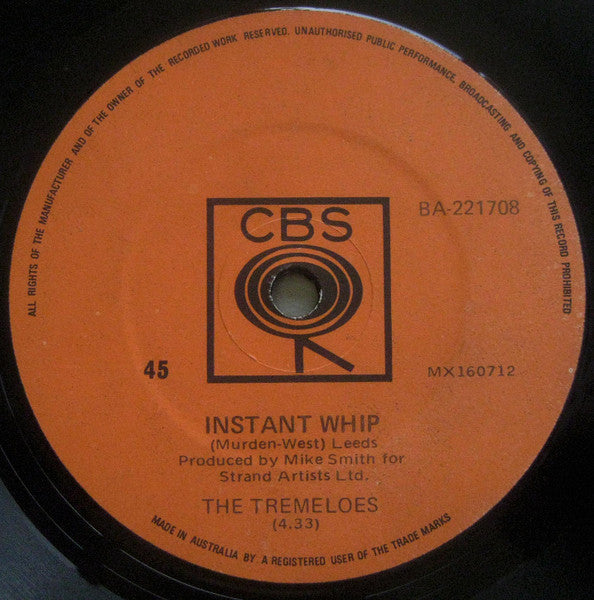 ALL RIGHTS OF THE MANUFACTURER AND OF THE OWNER OF THE RECORDED WORK RESERVED. UNAUTHORISED PUBLIC PERFORMANCE, BROADCASTING AND COPYING OF THIS RECORD PROHIBITED
CBS
BA-221708
45
MX160712
INSTANT WHIP
(Murden-West) Leeds
Produced by Mike Smith for
Strand Artists Ltd.
THE TREMELOES
(4.33)
MADE IN AUSTRALIA BY A REGISTERED USER OF THE TRADE MARKS